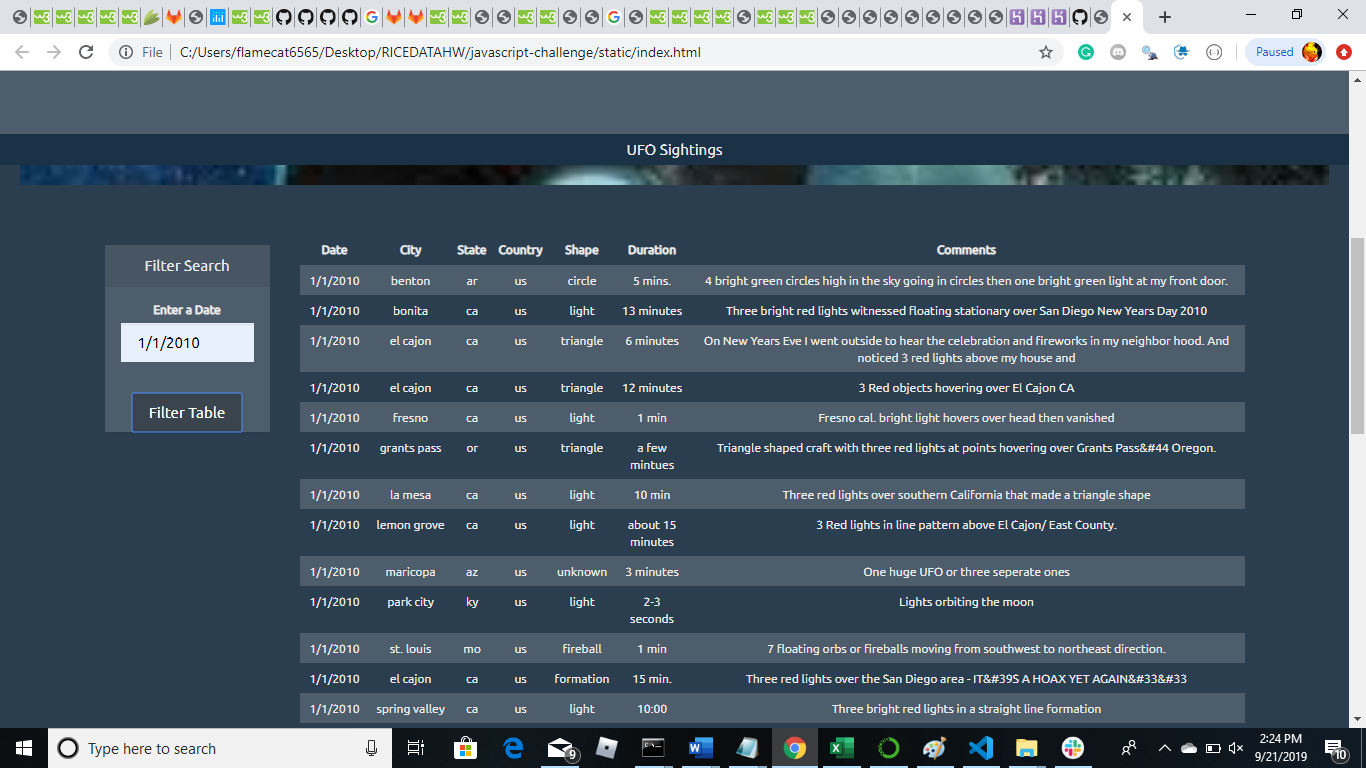 File
C:/Users/flamecat6565/Desktop/RICEDATAHW/javascript-challenge/static/index.html
Paused
UFO Sightings
Filter Search
Enter a Date
1/1/2010
Filter Table
Date City State Country Shape Duration Comments
1/1/2010 benton ar us circle 5 mins. 4 bright green circles high in the sky going in circles then one bright green light at my front door.
1/1/2010 bonita ca us light 13 minutes Three bright red lights witnessed floating stationary over San Diego New Years Day 2010
1/1/2010 el cajon ca us triangle 6 minutes On New Years Eve I went outside to hear the celebration and fireworks in my neighbor hood. And
noticed 3 red lights above my house and
1/1/2010 el cajon ca us triangle 12 minutes 3 Red objects hovering over El Cajon CA
1/1/2010 fresno ca us light 1 min Fresno cal. bright light hovers over head then vanished
1/1/2010 grants pass or us triangle a few Triangle shaped craft with three red lights at points hovering over Grants Pass&#44 Oregon.
mintues
1/1/2010 la mesa ca us light 10 min Three red lights over southern California that made a triangle shape
1/1/2010 lemon grove ca us light about 15 3 Red lights in line pattern above El Cajon/ East County.
minutes
1/1/2010 maricopa az us unknown 3 minutes One huge UFO or three seperate ones
1/1/2010 park city ky us light 2-3 Lights orbiting the moon
seconds
1/1/2010 st. louis mo us fireball 1 min 7 floating orbs or fireballs moving from southwest to northeast direction.
1/1/2010 el cajon ca us formation 15 min. Three red lights over the San Diego area - IT&#39S A HOAX YET AGAIN&#33&#33
1/1/2010 spring valley ca us light 10:00 Three bright red lights in a straight line formation
Type here to search
9
2:24 PM
9/21/2019
10